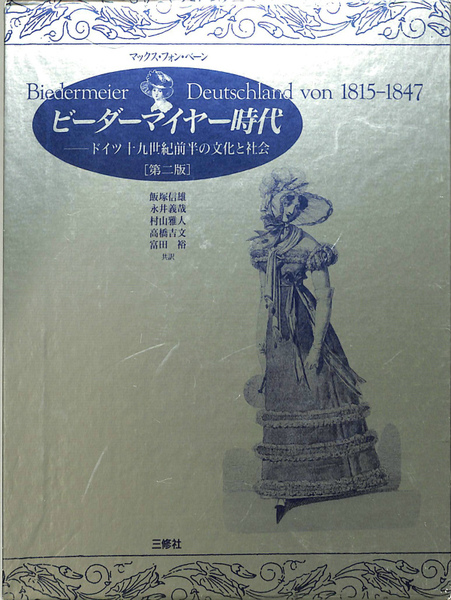 マックス・フォン・ベーン
Biedermeier Deutschland von 1815-1847
ビーダーマイヤー時代
──ドイツ十九世紀前半の文化と社会
[第二版]
飯塚信雄
永井義哉
村山雅人
高橋吉文
富田 裕
共訳
三修社